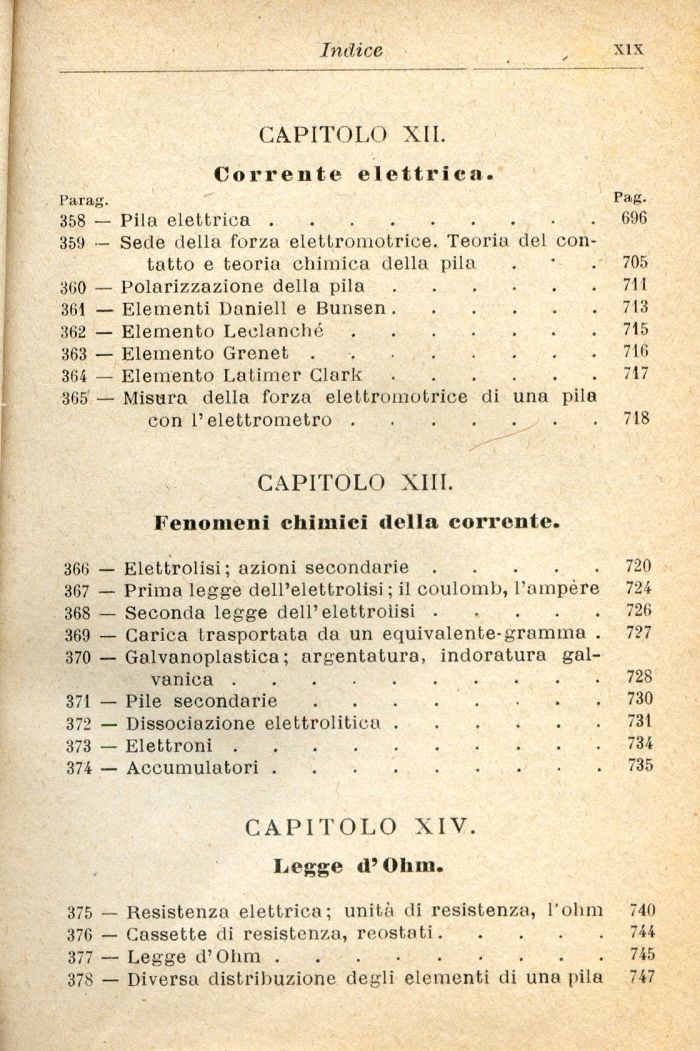 Indice XIX
CAPITOLO XII.
Corrente elettrica.
Parag. Pag.
358 — Pila elettrica . . . . . . . . . 696
359 — Sede della forza elettromotrice. Teoria del con-
tatto e teoria chimica della pila . . . 705
360 — Polarizzazione della pila . . . . . . 711
361 — Elementi Daniell e Bunsen . . . . . . 713
362 — Elemento Leclanché . . . . . . . 715
363 — Elemento Grenet . . . . . . . . 716
364 — Elemento Latimer Clark . . . . . . 717
365 — Misura della forza elettromotrice di una pila
con l'elettrometro . . . . . . . 718
CAPITOLO XIII.
Fenomeni chimici della corrente.
366 — Elettrolisi; azioni secondarie . . . . . 720
367 — Prima legge dell'elettrolisi; il coulomb, l'ampère 724
368 — Seconda legge dell'elettrolisi . . . . . 726
369 — Carica trasportata da un equivalente-gramma . 727
370 — Galvanoplastica; argentatura, indoratura gal-
vanica . . . . . . . . . . 728
371 — Pile secondarie . . . . . . . . 730
372 — Dissociazione elettrolitica . . . . . . 731
373 — Elettroni . . . . . . . . . . 734
374 — Accumulatori . . . . . . . . . 735
CAPITOLO XIV.
Legge d'Ohm.
375 — Resistenza elettrica; unità di resistenza, l'ohm 740
376 — Cassette di resistenza, reostati . . . . . 744
377 — Legge d'Ohm . . . . . . . . . 745
378 — Diversa distribuzione degli elementi di una pila 747